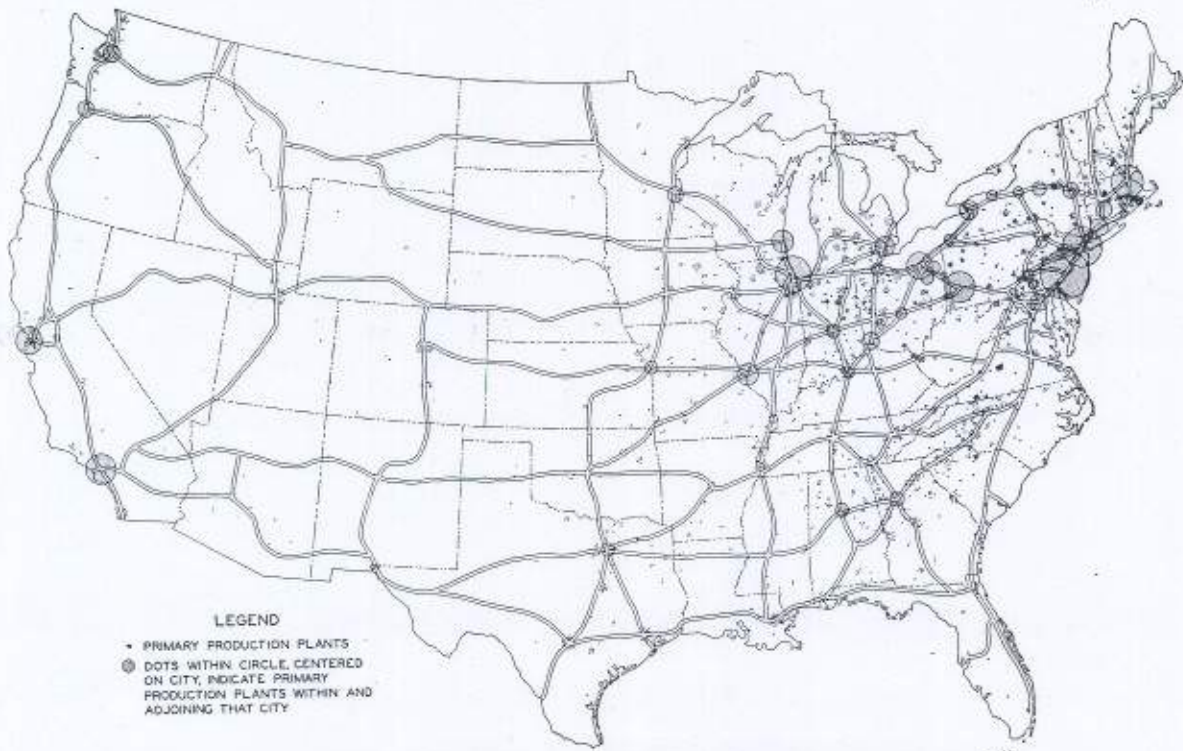 LEGEND
PRIMARY PRODUCTION PLANTS
DOTS WITHIN CIRCLE, CENTERED
ON CITY, INDICATE PRIMARY
PRODUCTION PLANTS WITHIN AND
ADJOINING THAT CITY